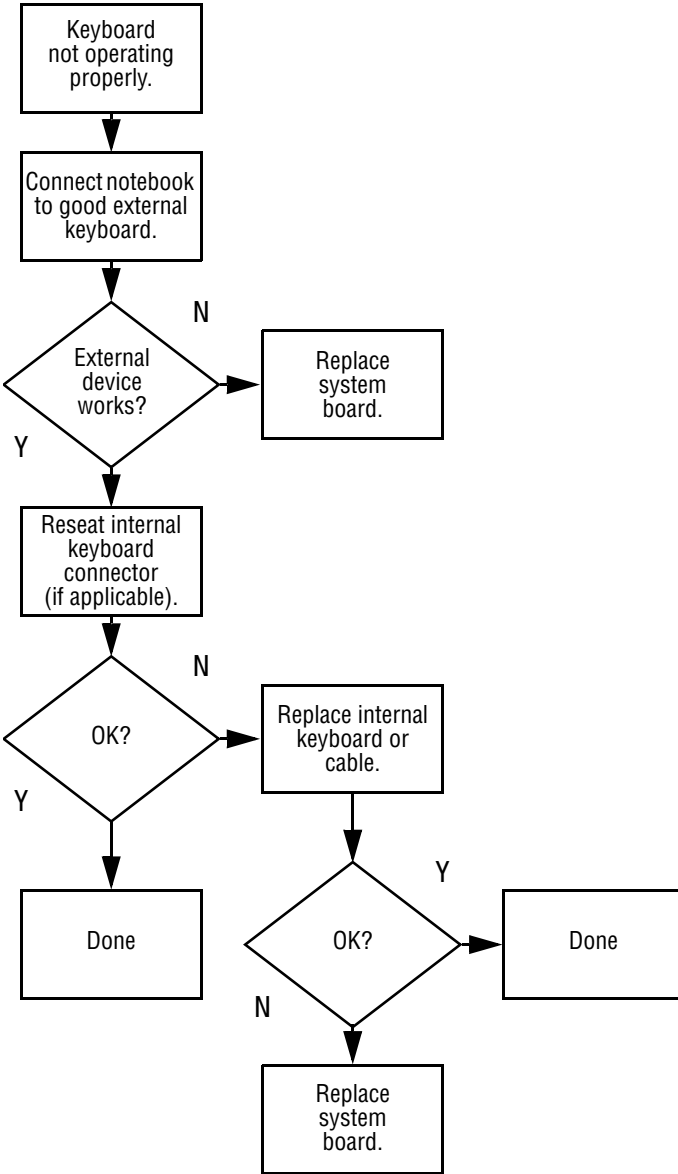 Keyboard
not operating
properly.
Connect notebook
to good external
keyboard.
N
External
device
works?
Replace
system
board.
Y
Reseat internal
keyboard
connector
(if applicable).
N
OK?
Replace internal
keyboard or
cable.
Y
Y
Done
OK?
Done
N
Replace
system
board.